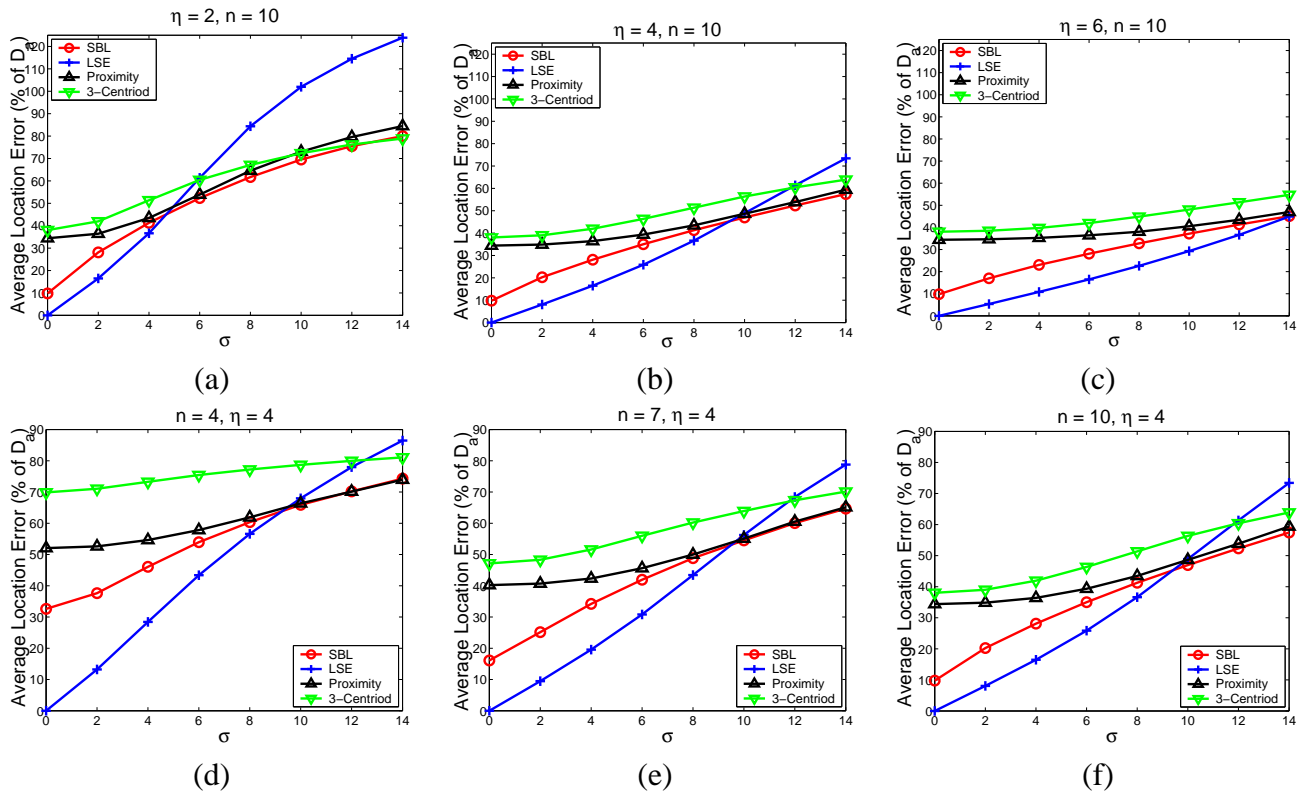 η = 2, n = 10
Average Location Error (% of Da)
120
110
100
90
80
70
60
50
40
30
20
10
0
SBL
LSE
Proximity
3−Centriod
0 2 4 6 8 10 12 14
σ
(a)
η = 4, n = 10
Average Location Error (% of Da)
120
110
100
90
80
70
60
50
40
30
20
10
0
SBL
LSE
Proximity
3−Centriod
0 2 4 6 8 10 12 14
σ
(b)
η = 6, n = 10
Average Location Error (% of Da)
120
110
100
90
80
70
60
50
40
30
20
10
0
SBL
LSE
Proximity
3−Centriod
0 2 4 6 8 10 12 14
σ
(c)
n = 4, η = 4
Average Location Error (% of Da)
90
80
70
60
50
40
30
20
10
0
SBL
LSE
Proximity
3−Centriod
0 2 4 6 8 10 12 14
σ
(d)
n = 7, η = 4
Average Location Error (% of Da)
90
80
70
60
50
40
30
20
10
0
SBL
LSE
Proximity
3−Centriod
0 2 4 6 8 10 12 14
σ
(e)
n = 10, η = 4
Average Location Error (% of Da)
90
80
70
60
50
40
30
20
10
0
SBL
LSE
Proximity
3−Centriod
0 2 4 6 8 10 12 14
σ
(f)